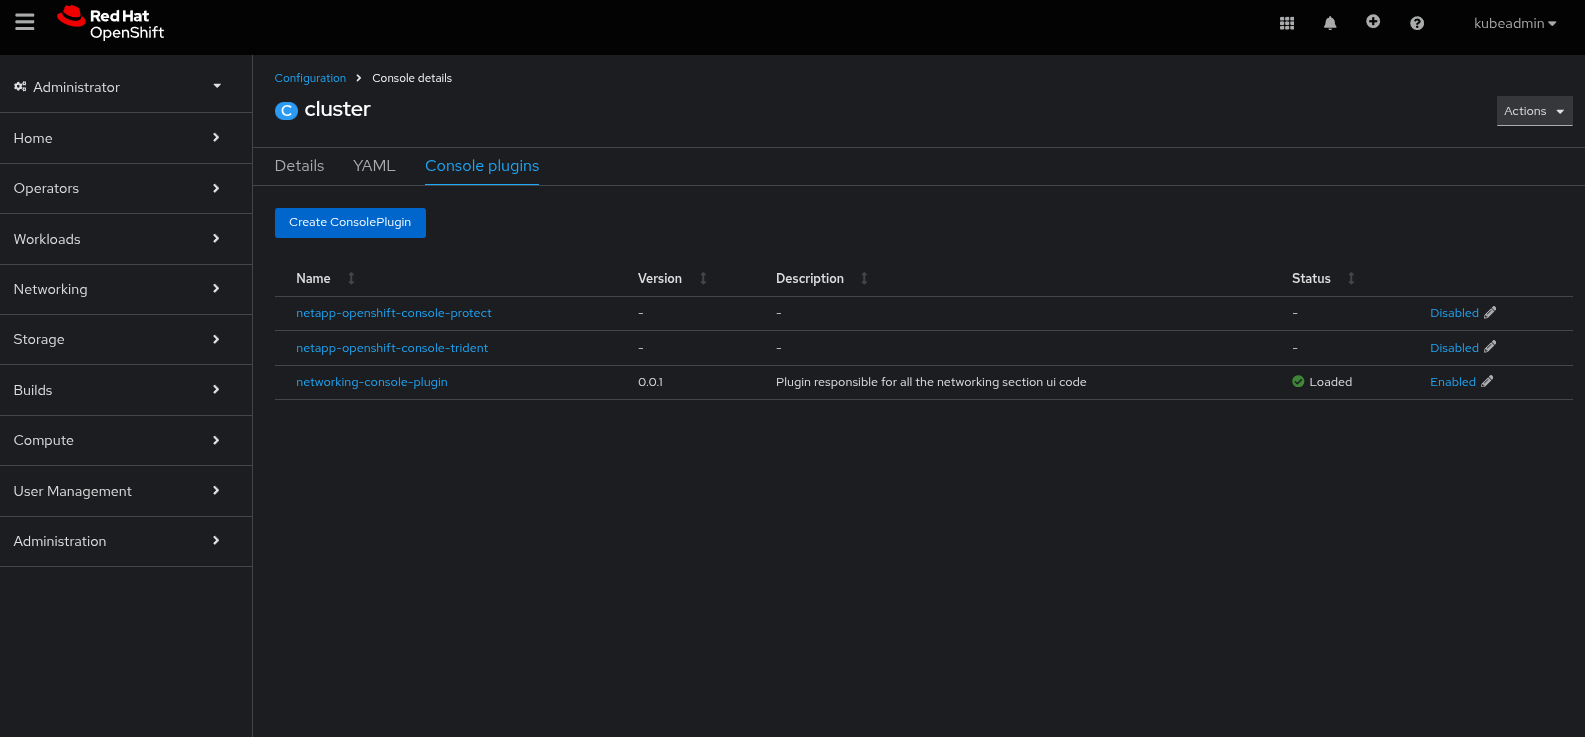 Red Hat
OpenShift
kubeadmin
Administrator
Home
Operators
Workloads
Networking
Storage
Builds
Compute
User Management
Administration
Configuration Console details
C cluster
Actions
Details YAML Console plugins
Create ConsolePlugin
Name Version Description Status
netapp-openshift-console-protect - - - Disabled
netapp-openshift-console-trident - - - Disabled
networking-console-plugin 0.0.1 Plugin responsible for all the networking section ui code Loaded Enabled